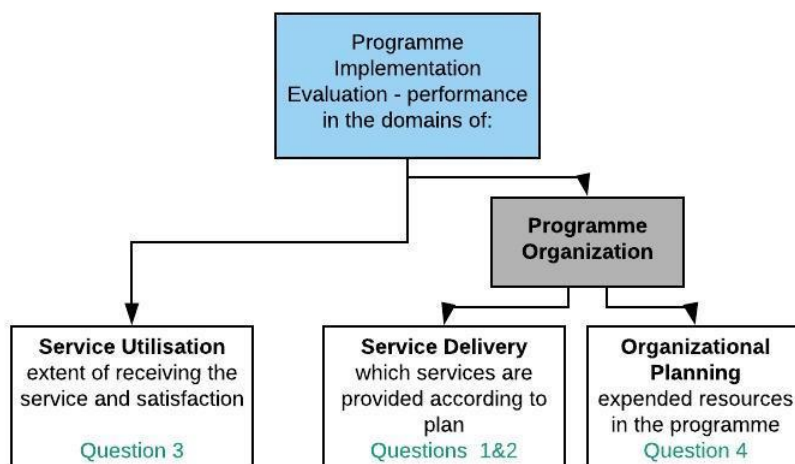 Programme
Implementation
Evaluation - performance
in the domains of:
Programme
Organization
Service Utilisation
extent of receiving the
service and satisfaction
Question 3
Service Delivery
which services are
provided according to
plan
Questions 1&2
Organizational
Planning
expended resources
in the programme
Question 4